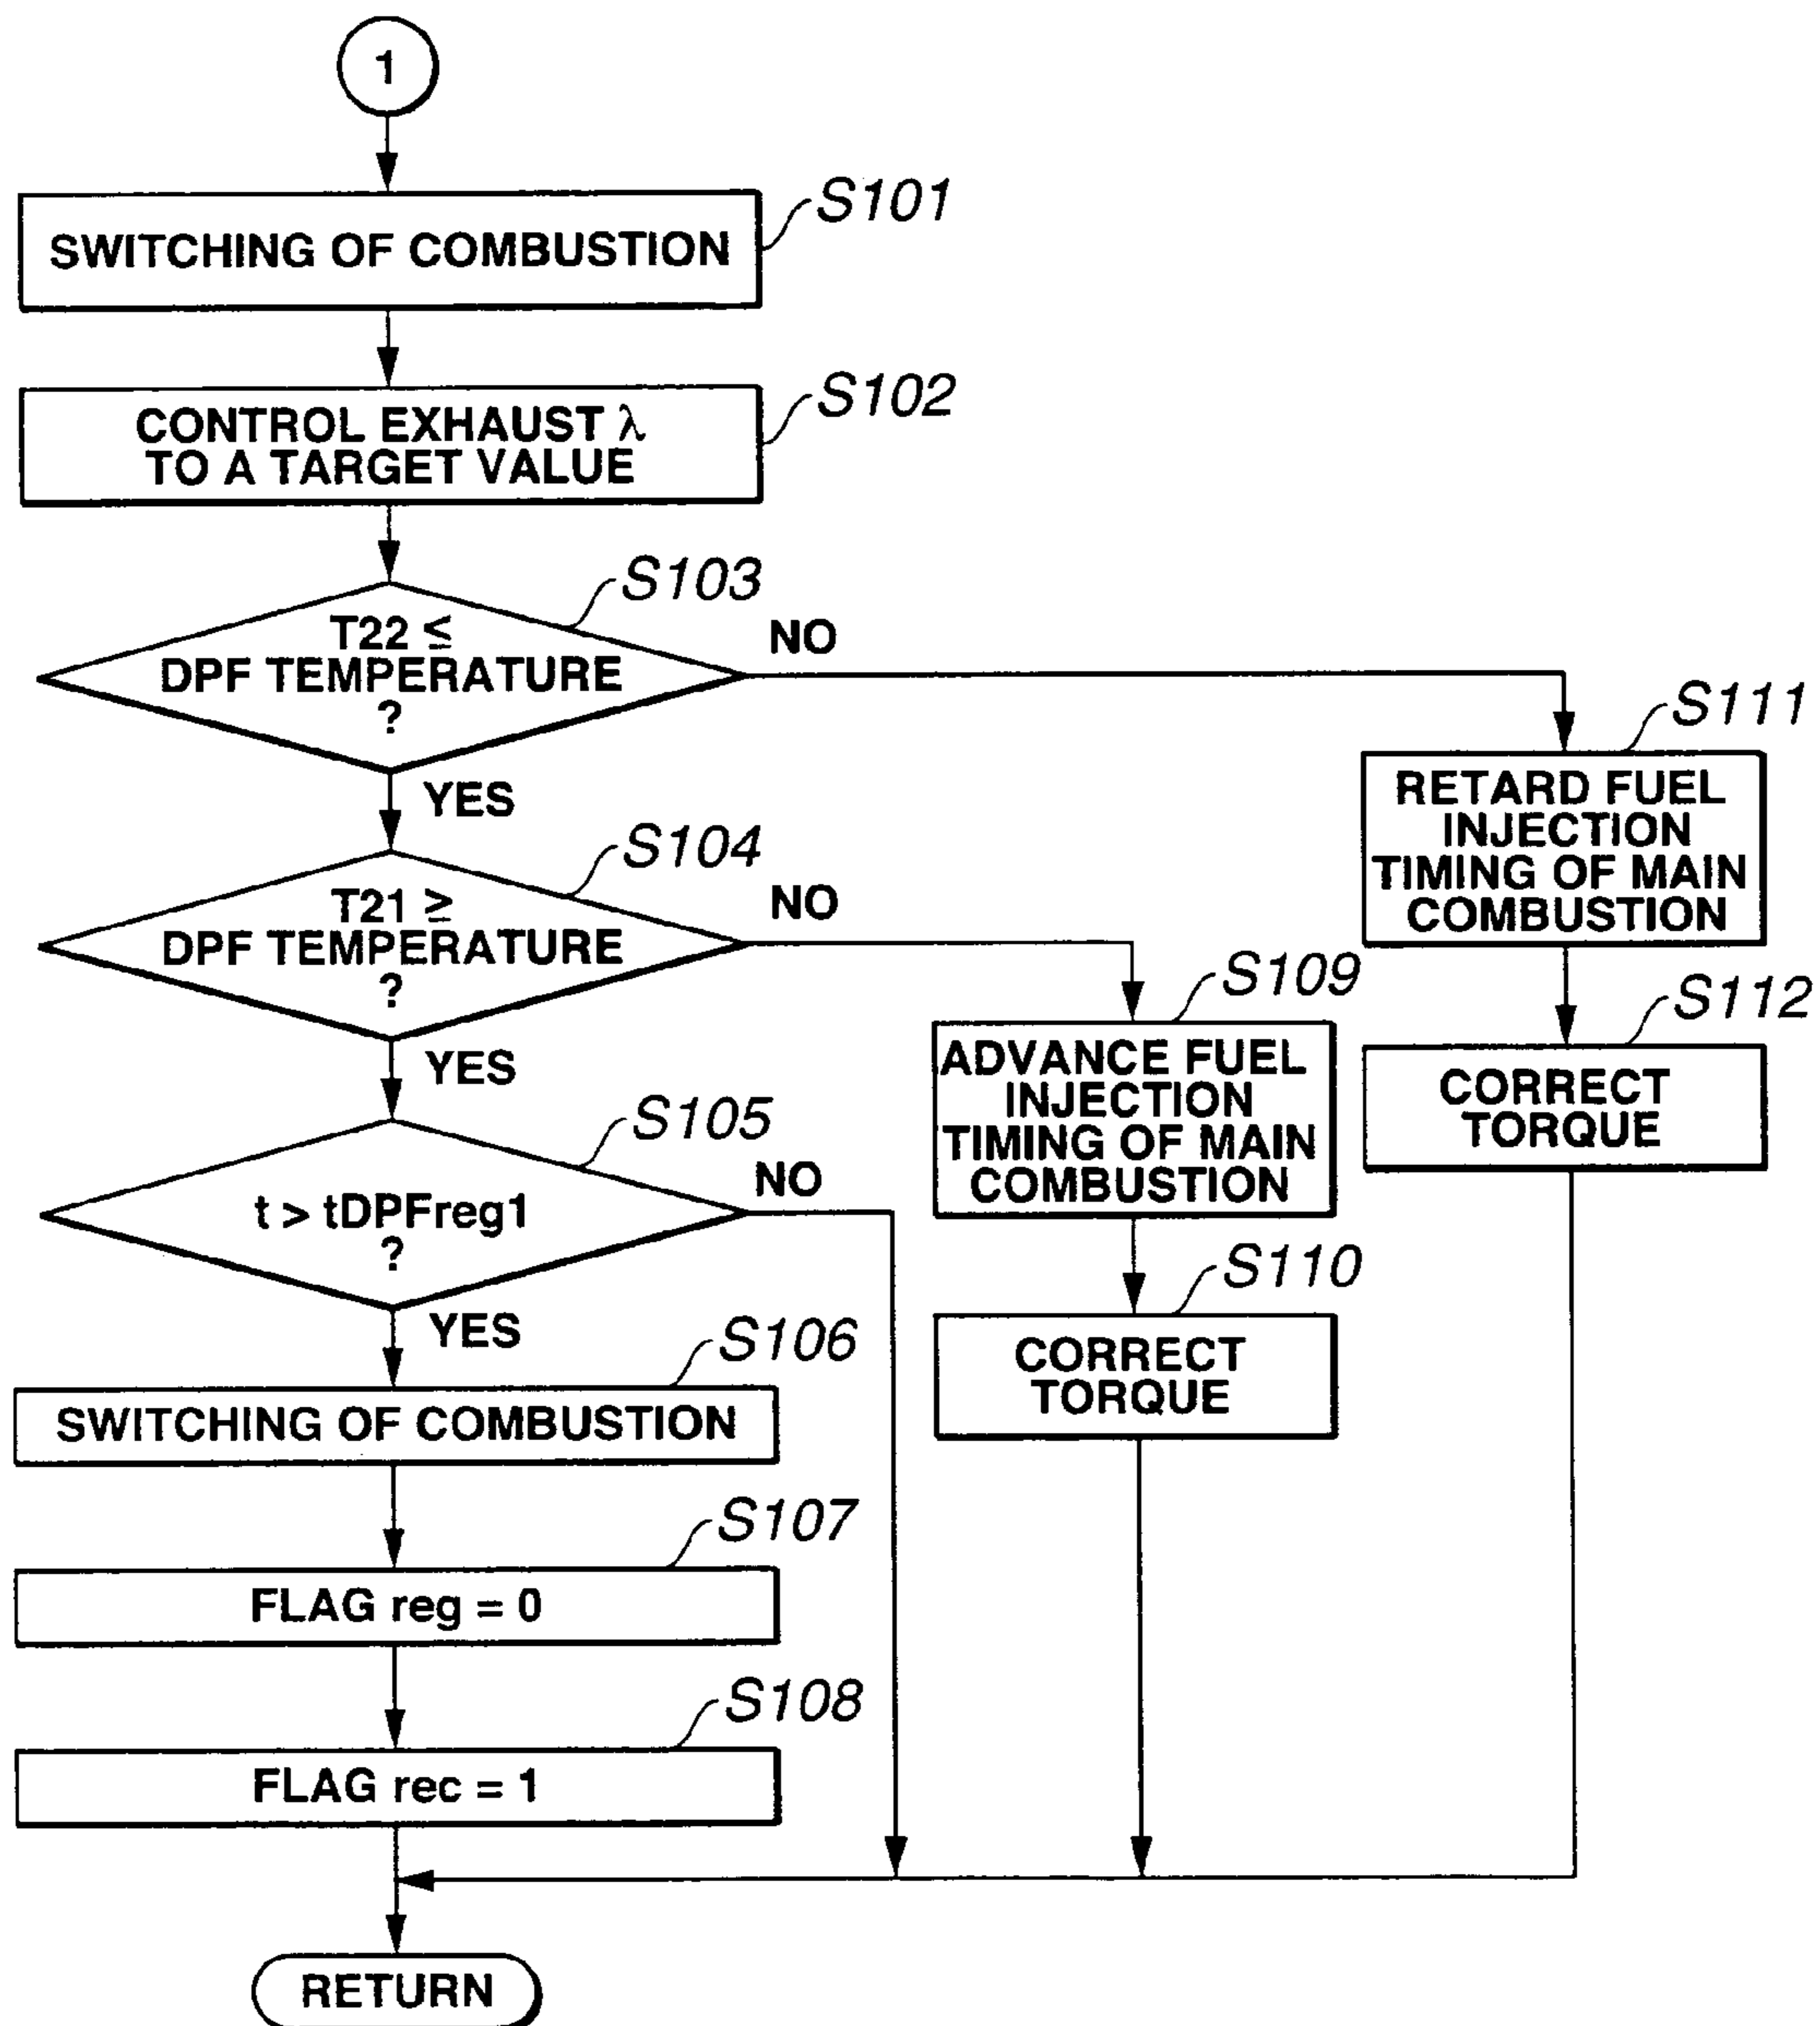 1
S101
SWITCHING OF COMBUSTION
S102
CONTROL EXHAUST λ
TO A TARGET VALUE
S103
T22 ≦
DPF TEMPERATURE
?
NO
YES
S111
RETARD FUEL
INJECTION
TIMING OF MAIN
COMBUSTION
S104
T21 ≧
DPF TEMPERATURE
?
NO
YES
S109
ADVANCE FUEL
INJECTION
TIMING OF MAIN
COMBUSTION
S112
CORRECT
TORQUE
S105
t > tDPFreg1
?
NO
YES
S110
CORRECT
TORQUE
S106
SWITCHING OF COMBUSTION
S107
FLAG reg = 0
S108
FLAG rec = 1
RETURN